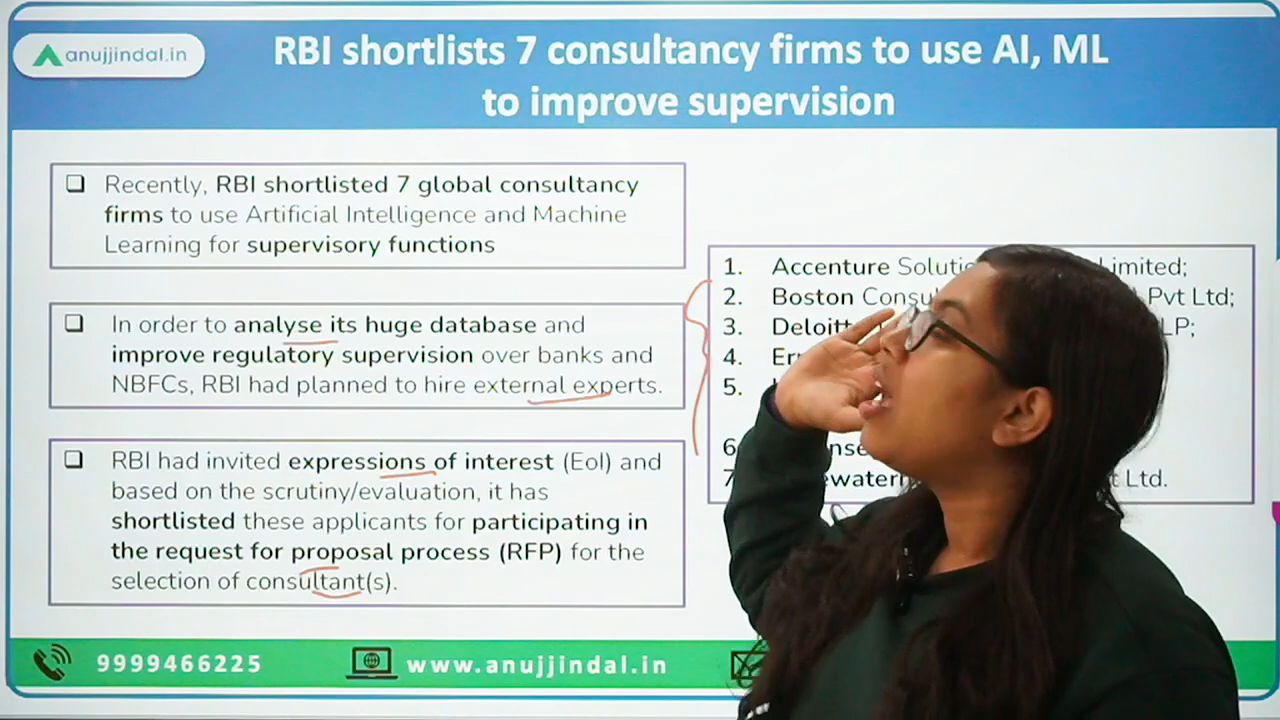 anujjindal.in
RBI shortlists 7 consultancy firms to use AI, ML
to improve supervision
Recently, RBI shortlisted 7 global consultancy
firms to use Artificial Intelligence and Machine
Learning for supervisory functions
In order to analyse its huge database and
improve regulatory supervision over banks and
NBFCs, RBI had planned to hire external experts.
RBI had invited expressions of interest (EoI) and
based on the scrutiny/evaluation, it has
shortlisted these applicants for participating in
the request for proposal process (RFP) for the
selection of consultant(s).
1. Accenture Limited;
2. Boston Pvt Ltd;
3.
4.
5.
6
7 Ltd.
9999466225
www.anujjindal.in